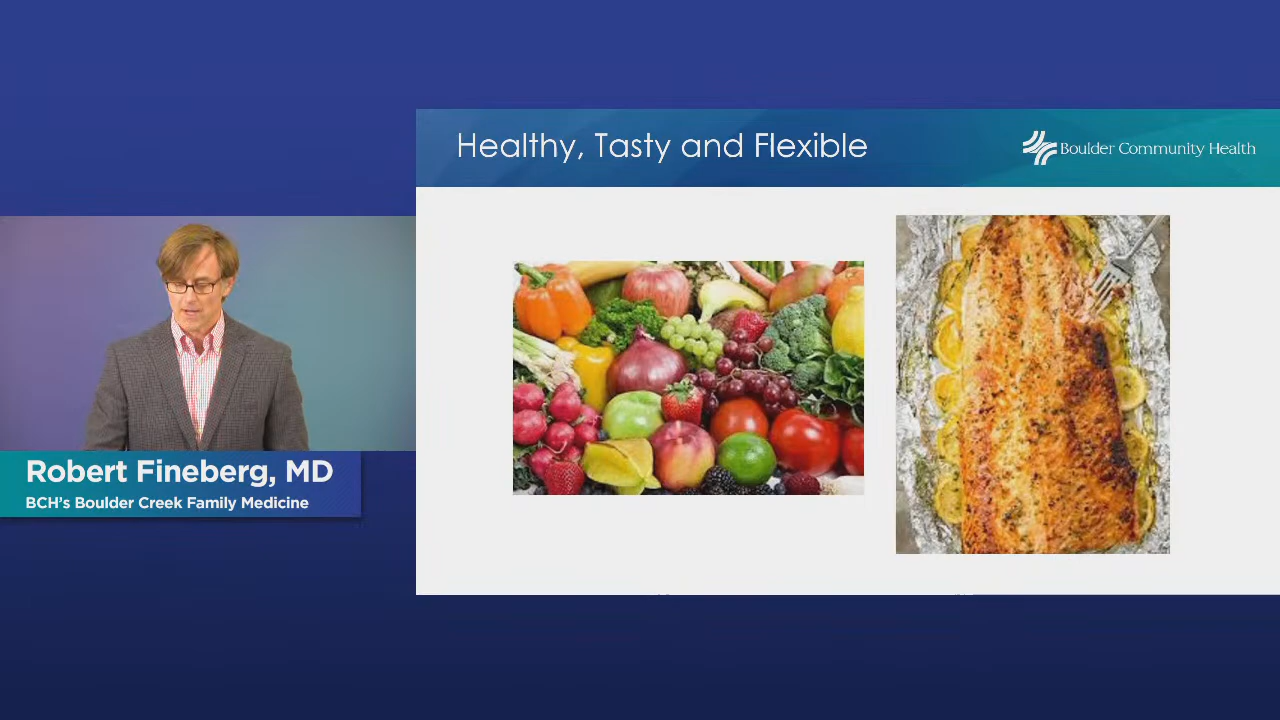 Healthy, Tasty and Flexible
Boulder Community Health
Robert Fineberg, MD
BCH's Boulder Creek Family Medicine